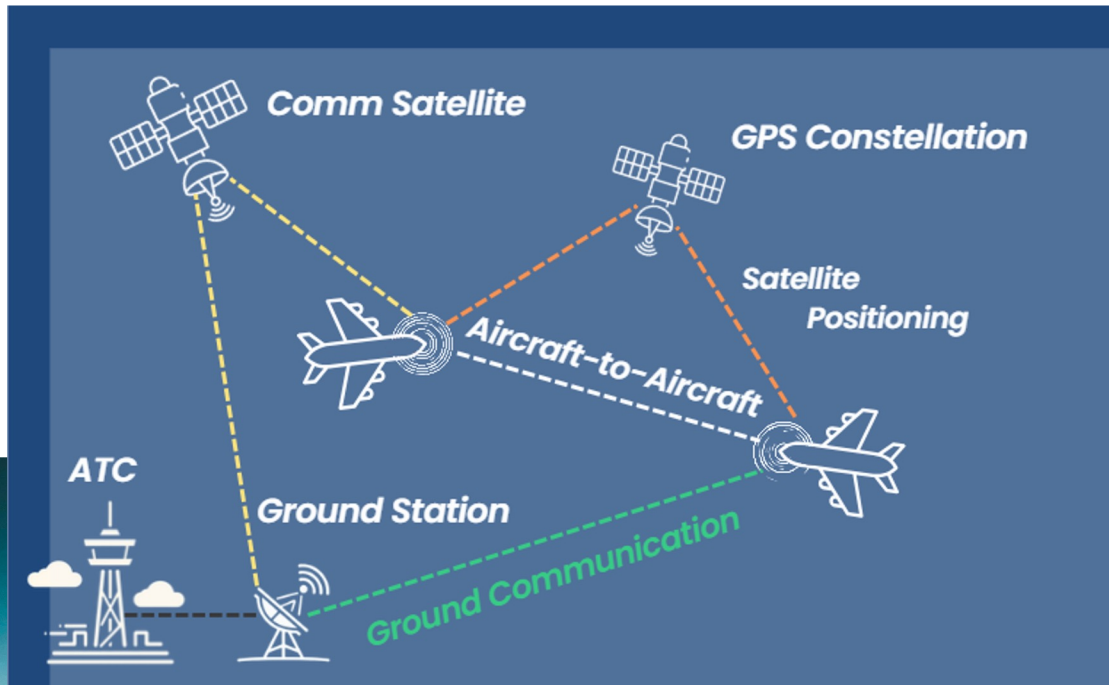 Comm Satellite
GPS Constellation
Satellite
Positioning
Aircraft-to-Aircraft
ATC
Ground Station
Ground Communication